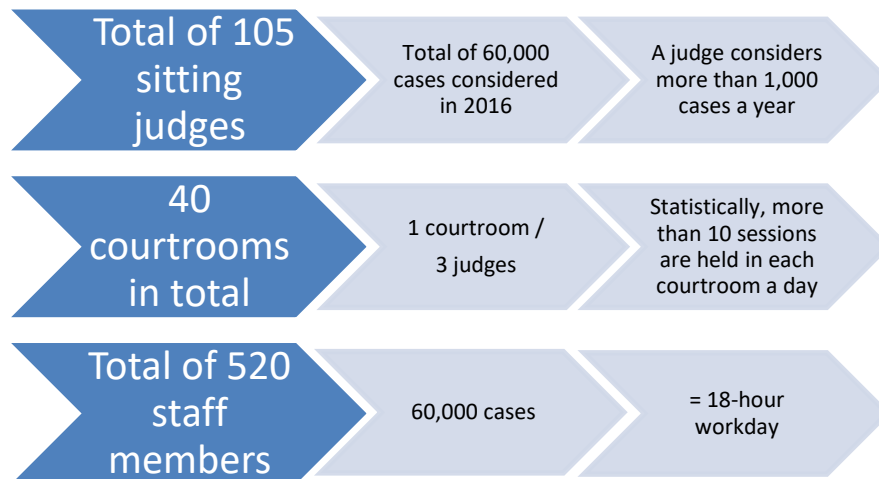 Total of 105
sitting
judges
Total of 60,000
cases considered
in 2016
A judge considers
more than 1,000
cases a year
40
courtrooms
in total
1 courtroom /
3 judges
Statistically, more
than 10 sessions
are held in each
courtroom a day
Total of 520
staff
members
60,000 cases
= 18-hour
workday